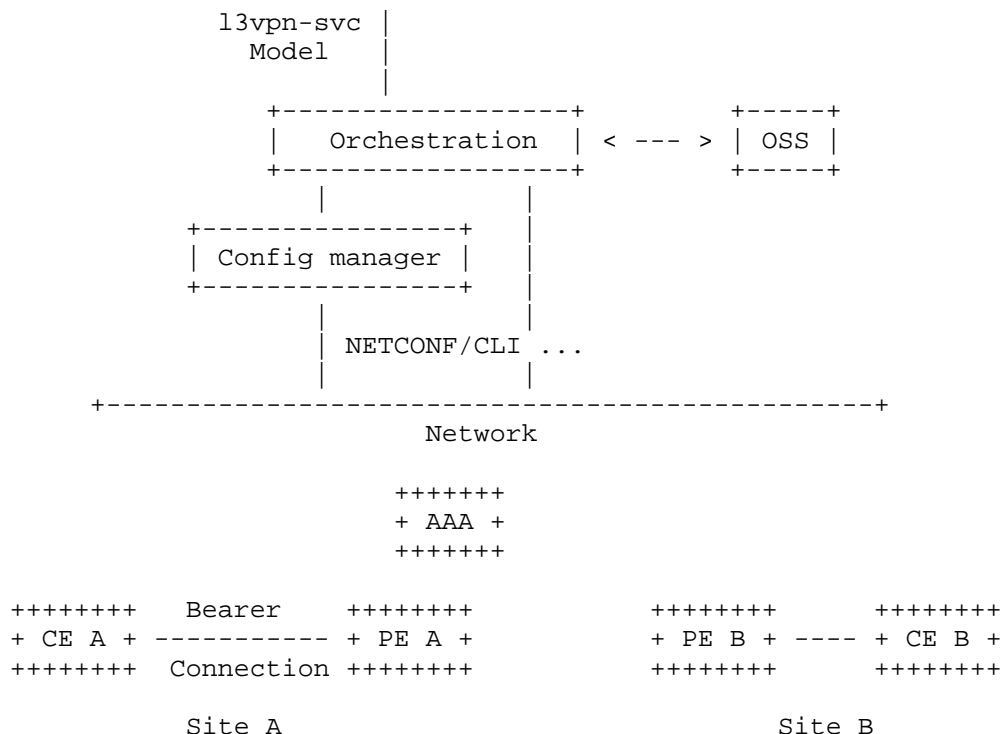 l3vpn-svc |
Model |
|
+------------------+ +-----+
| Orchestration | < --- > | OSS |
+------------------+ +-----+
| |
+----------------+ |
| Config manager | |
+----------------+ |
| |
| NETCONF/CLI ...
| |
+------------------------------------------------+
Network
+++++++
+ AAA +
+++++++
++++++++ Bearer ++++++++ ++++++++ ++++++++
+ CE A + ----------- + PE A + + PE B + ---- + CE B +
++++++++ Connection ++++++++ ++++++++ ++++++++
Site A Site B